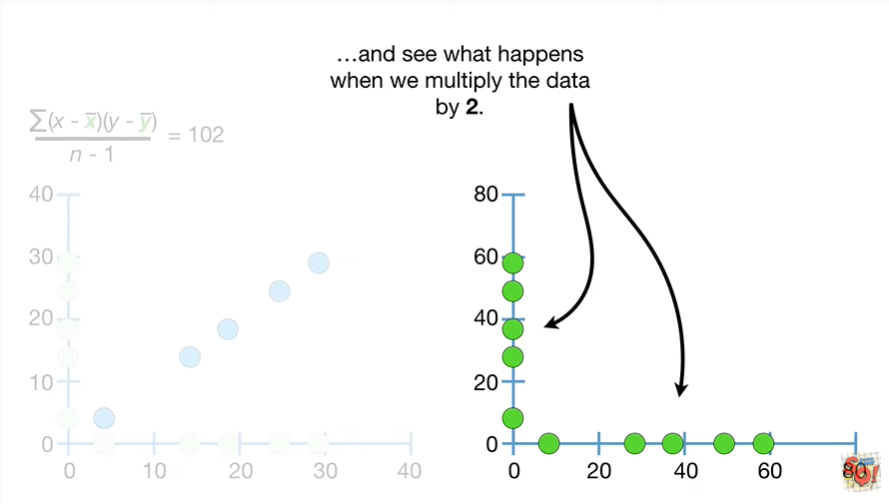 …and see what happens
when we multiply the data
by 2.
∑(x - x̅)(y - y̅)
n - 1
= 102
40
30
20
10
0
0 10 20 30 40
80
60
40
20
0
0 20 40 60 80